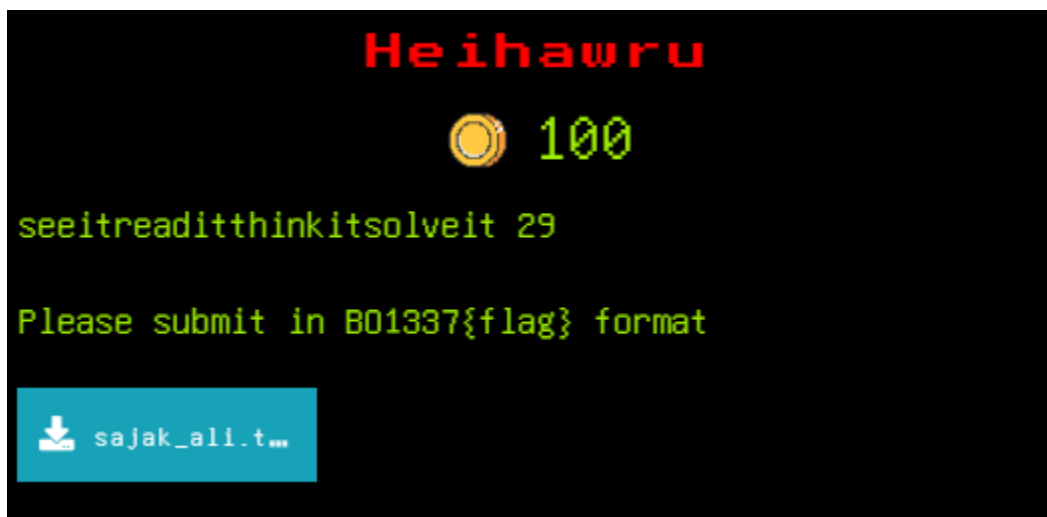 Heihawru
100
seeitreaditthinkitsolveit 29
Please submit in BO1337{flag} format
sajak_ali.t…